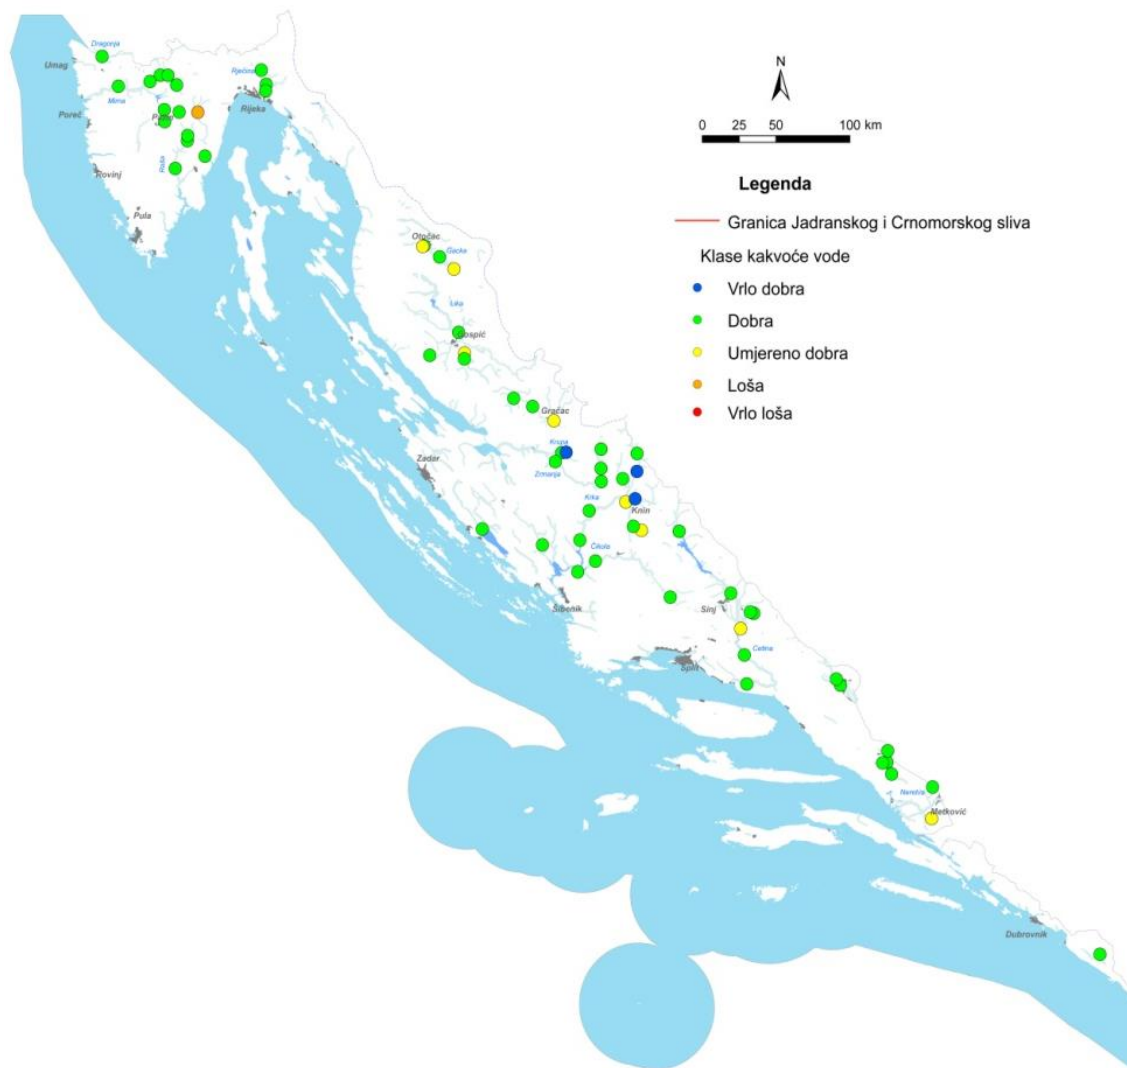 Dragonja
Umag
Mirna
Rječina
Poreč
Rijeka
Raša
Rovinj
Pula
N
0 25 50 100 km
Legenda
Granica Jadranskog i Crnomorskog sliva
Klase kakvoće vode
Vrlo dobra
Dobra
Umjereno dobra
Loša
Vrlo loša
Otočac
Gacka
Lika
Gospić
Gračac
Krupa
Zadar
Zrmanja
Krka
Knin
Čikola
Šibenik
Sinj
Cetina
Split
Neretva
Metković
Dubrovnik